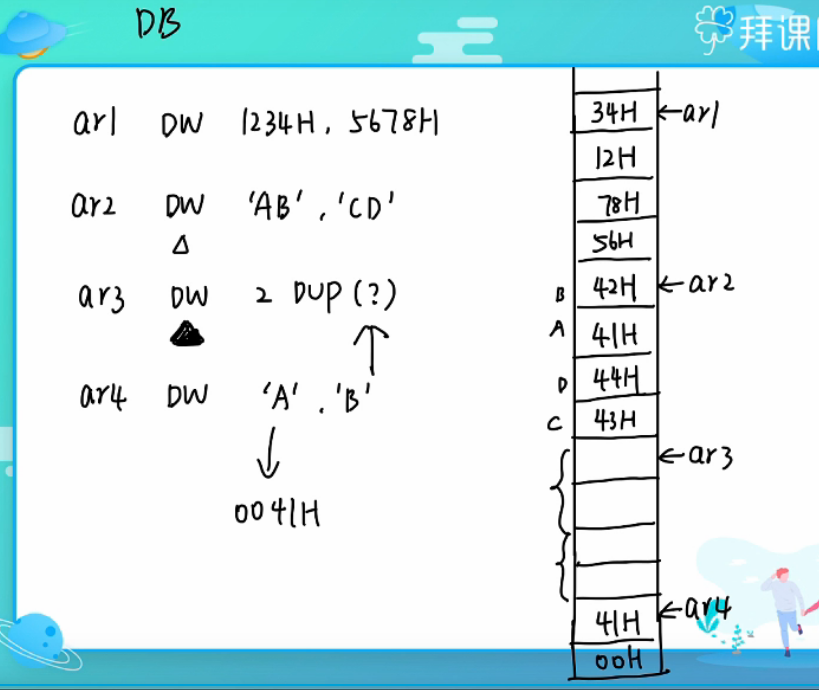 DB
拜课
ar1 DW 1234H, 5678H
ar2 DW 'AB', 'CD'
ar3 DW 2 DUP (?)
ar4 DW 'A', 'B'
0041H
34H ←ar1
12H
78H
56H
B 42H ←ar2
A 41H
D 44H
C 43H
←ar3
41H ←ar4
00H